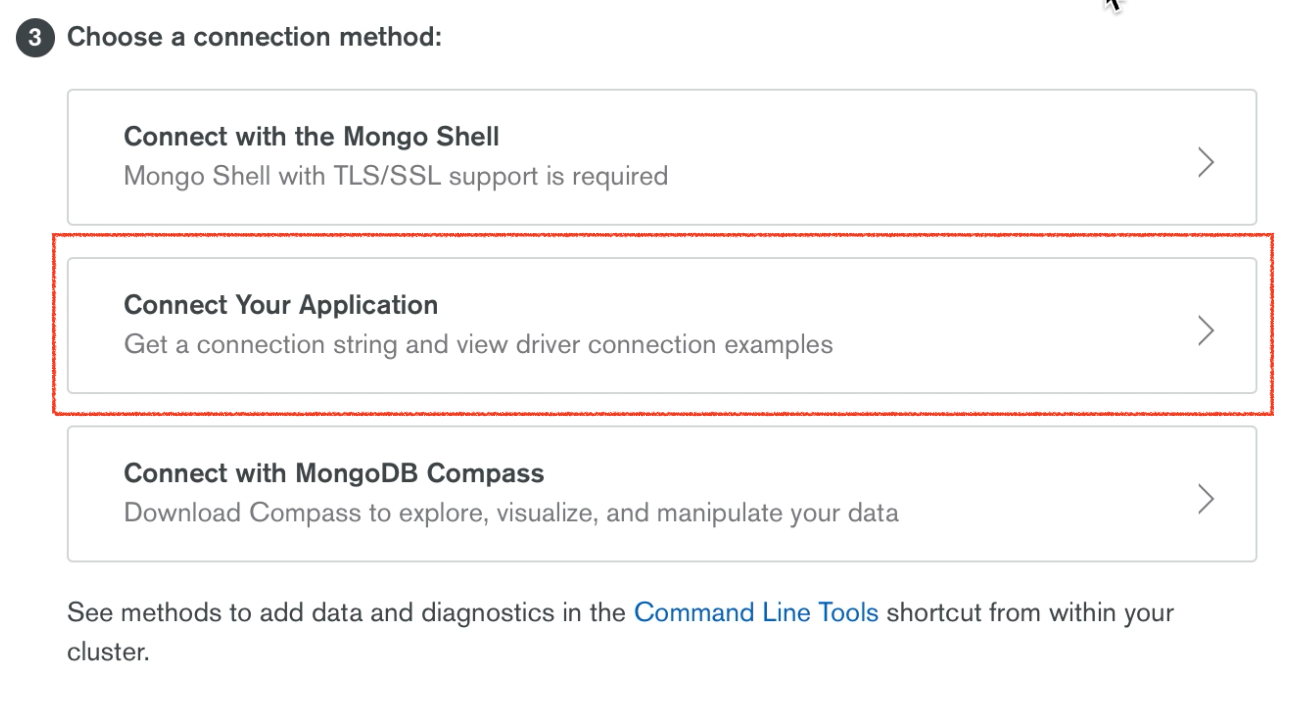 3 Choose a connection method:
Connect with the Mongo Shell
Mongo Shell with TLS/SSL support is required
Connect Your Application
Get a connection string and view driver connection examples
Connect with MongoDB Compass
Download Compass to explore, visualize, and manipulate your data
See methods to add data and diagnostics in the Command Line Tools shortcut from within your
cluster.